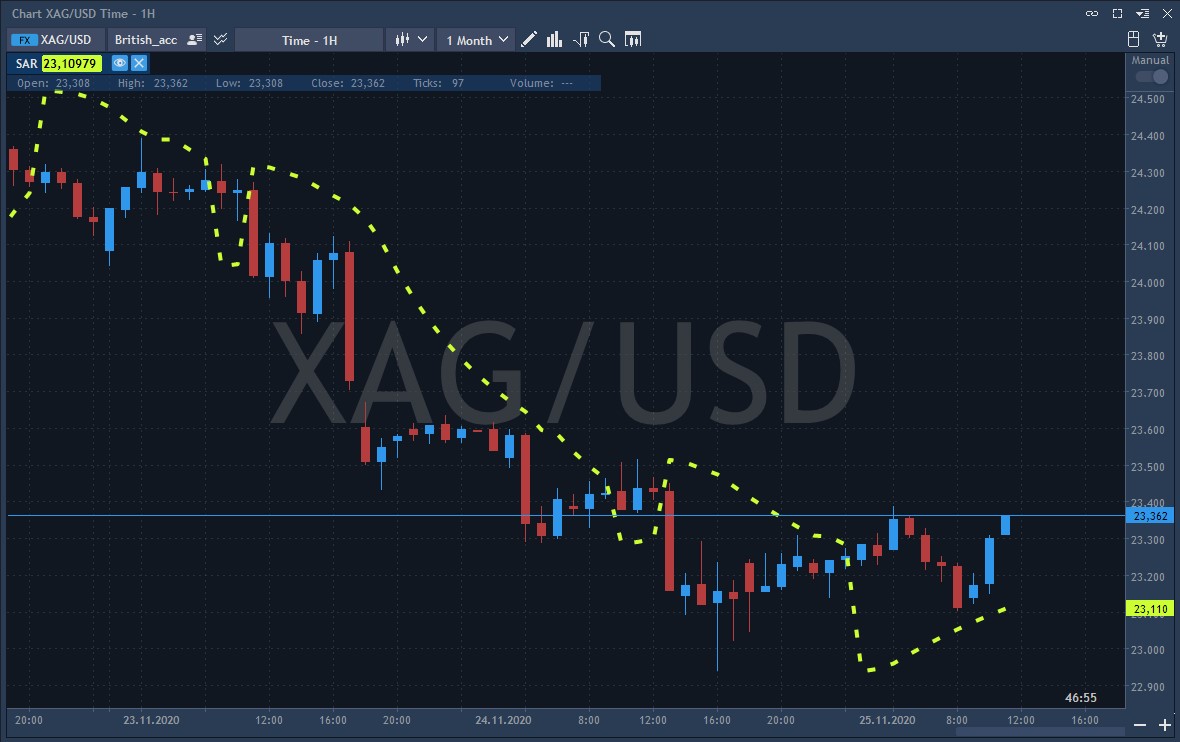 Chart XAG/USD Time - 1H
FX XAG/USD British_acc Time - 1H 1 Month
SAR 23,10979
Manual
Open: 23,308 High: 23,362 Low: 23,308 Close: 23,362 Ticks: 97 Volume: ---
24.500
24.400
24.300
24.200
24.100
24.000
23.900
XAG/USD
23.800
23.700
23.600
23.500
23.400
23,362
23.300
23.200
23,110
23.000
22.900
46:55
20:00 23.11.2020 12:00 16:00 20:00 24.11.2020 8:00 12:00 16:00 20:00 25.11.2020 8:00 12:00 16:00